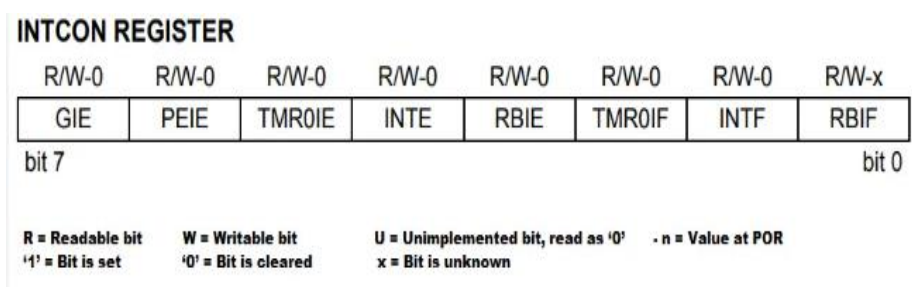 INTCON REGISTER
R/W-0 R/W-0 R/W-0 R/W-0 R/W-0 R/W-0 R/W-0 R/W-x
GIE PEIE TMR0IE INTE RBIE TMR0IF INTF RBIF
bit 7 bit 0
R = Readable bit W = Writable bit U = Unimplemented bit, read as ‘0’ - n = Value at POR
‘1’ = Bit is set ‘0’ = Bit is cleared x = Bit is unknown